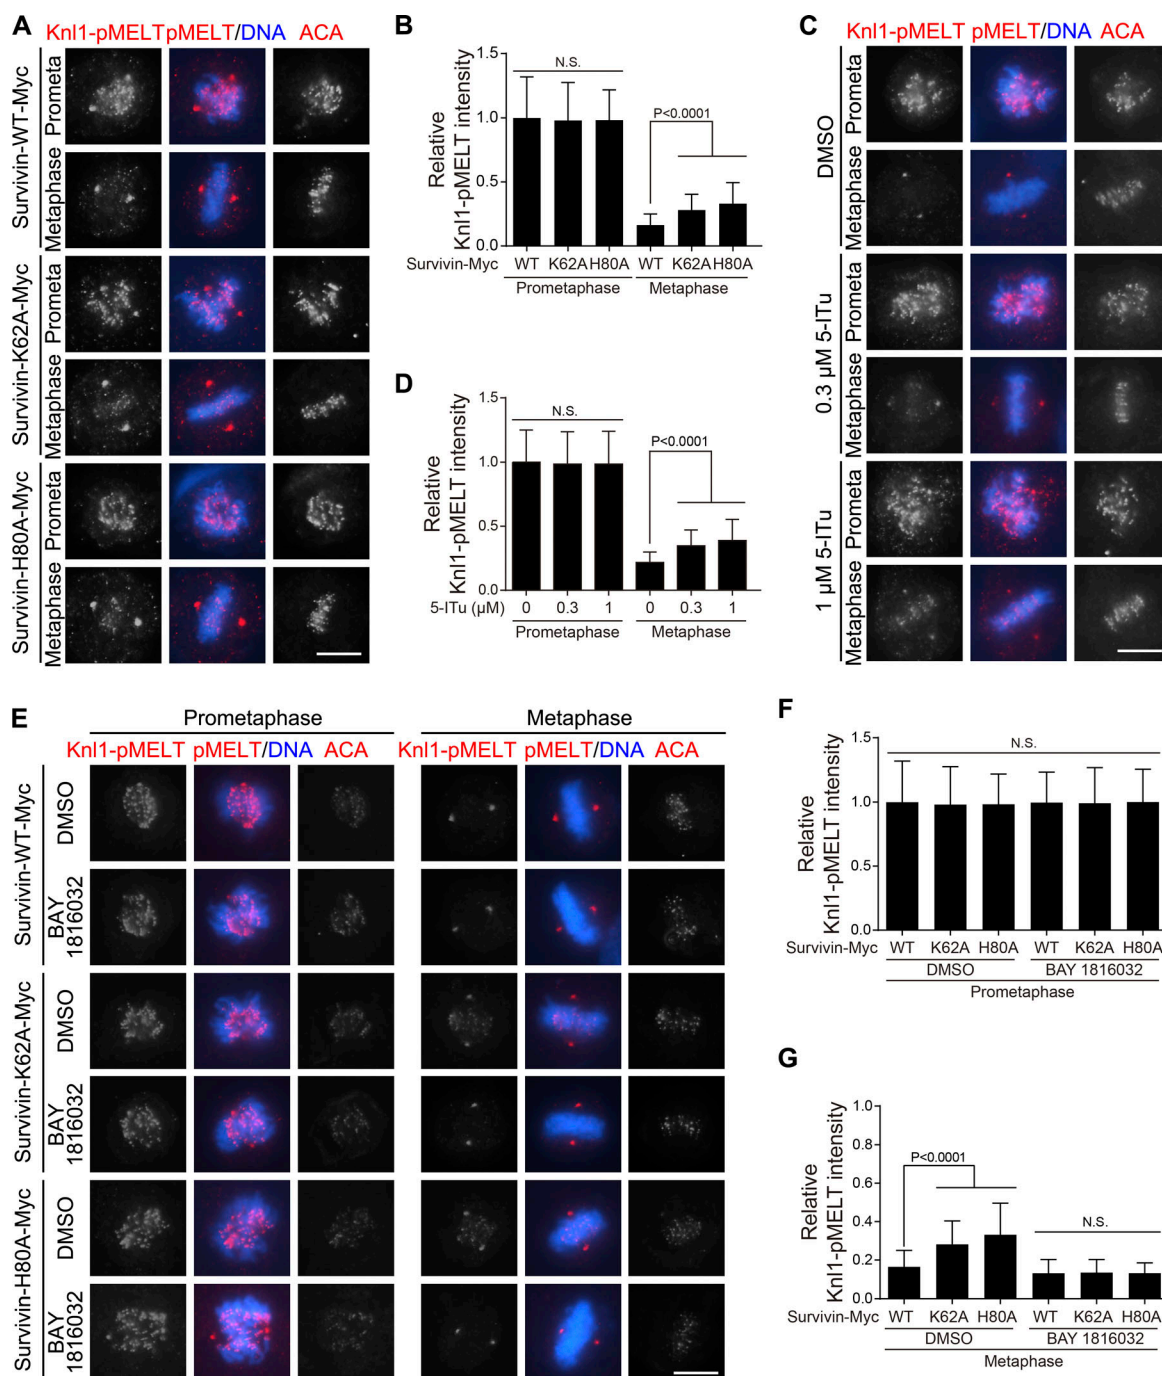 A
Knl1-pMELT pMELT/DNA ACA
Survivin-WT-Myc
Prometa
Metaphase
Survivin-K62A-Myc
Prometa
Metaphase
Survivin-H80A-Myc
Prometa
Metaphase
B
Relative
Knl1-pMELT intensity
1.5
1.0
0.5
0.0
N.S.
P<0.0001
Survivin-Myc WT K62A H80A WT K62A H80A
Prometaphase Metaphase
C
Knl1-pMELT pMELT/DNA ACA
DMSO
Prometa
Metaphase
0.3 µM 5-ITu
Prometa
Metaphase
1 µM 5-ITu
Prometa
Metaphase
D
Relative
Knl1-pMELT intensity
1.5
1.0
0.5
0.0
N.S.
P<0.0001
5-ITu (µM) 0 0.3 1 0 0.3 1
Prometaphase Metaphase
E
Prometaphase Metaphase
Knl1-pMELT pMELT/DNA ACA Knl1-pMELT pMELT/DNA ACA
Survivin-WT-Myc
DMSO
BAY
1816032
Survivin-K62A-Myc
DMSO
BAY
1816032
Survivin-H80A-Myc
DMSO
BAY
1816032
F
Relative
Knl1-pMELT intensity
1.5
1.0
0.5
0.0
N.S.
Survivin-Myc WT K62A H80A WT K62A H80A
DMSO BAY 1816032
Prometaphase
G
Relative
Knl1-pMELT intensity
1.0
0.8
0.6
0.4
0.2
0.0
P<0.0001
N.S.
Survivin-Myc WT K62A H80A WT K62A H80A
DMSO BAY 1816032
Metaphase